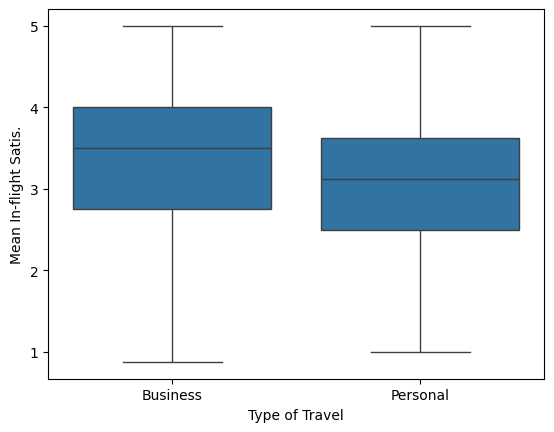 Mean In-flight Satis.
5
4
3
2
1
Business Personal
Type of Travel